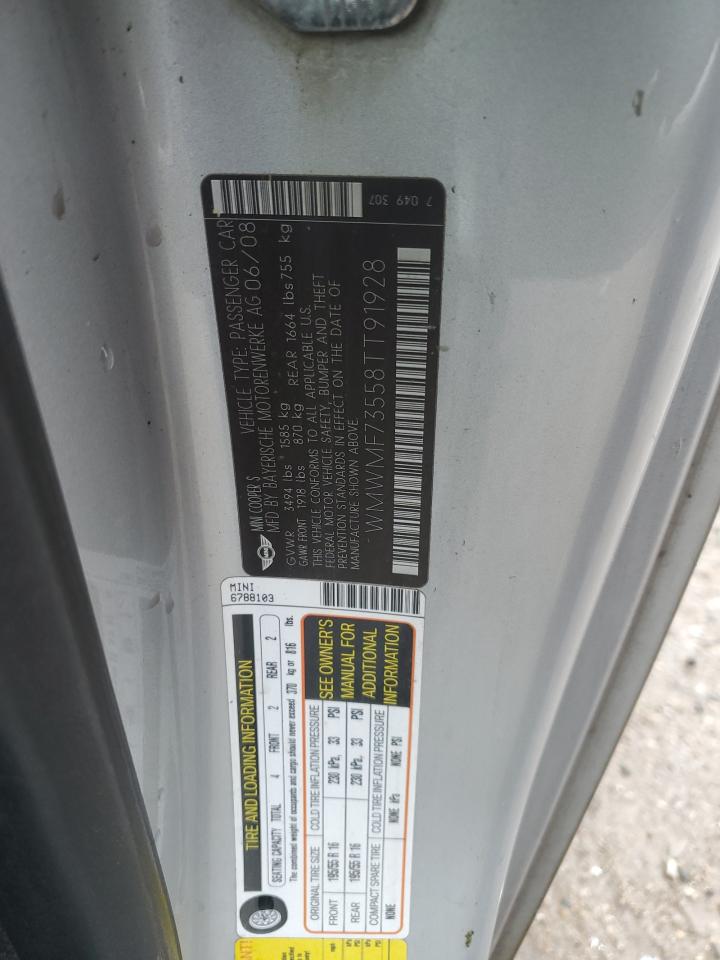 7 049 307
MINI COOPER S VEHICLE TYPE: PASSENGER CAR
MFD BY BAYERISCHE MOTORENWERKE AG 06/08
GVWR 3494 lbs 1585 kg
GAWR FRONT 1918 lbs 870 kg REAR 1664 lbs 755 kg
THIS VEHICLE CONFORMS TO ALL APPLICABLE U.S.
FEDERAL MOTOR VEHICLE SAFETY, BUMPER AND THEFT
PREVENTION STANDARDS IN EFFECT ON THE DATE OF
MANUFACTURE SHOWN ABOVE
WMWMF73558TT91928
MINI
6788103
TIRE AND LOADING INFORMATION
SEATING CAPACITY TOTAL 4 FRONT 2 REAR 2
The combined weight of occupants and cargo should never exceed 370 kg or 816 lbs.
ORIGINAL TIRE SIZE COLD TIRE INFLATION PRESSURE
FRONT 195/55 R 16 230 kPa, 33 PSI
REAR 195/55 R 16 230 kPa, 33 PSI
COMPACT SPARE TIRE COLD TIRE INFLATION PRESSURE
NONE NONE kPa NONE PSI
SEE OWNER'S
MANUAL FOR
ADDITIONAL
INFORMATION